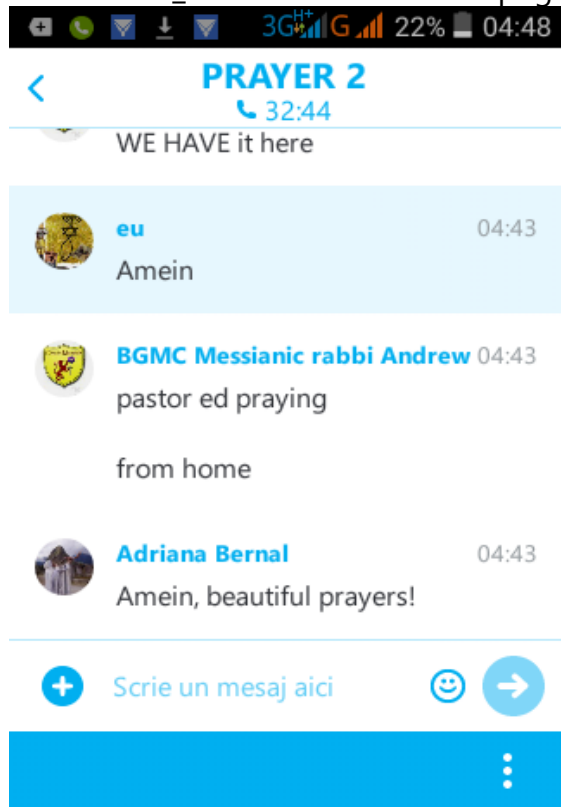 3G H+ G 22% 04:48
PRAYER 2
32:44
WE HAVE it here
eu 04:43
Amein
BGMC Messianic rabbi Andrew 04:43
pastor ed praying
from home
Adriana Bernal 04:43
Amein, beautiful prayers!
Scrie un mesaj aici